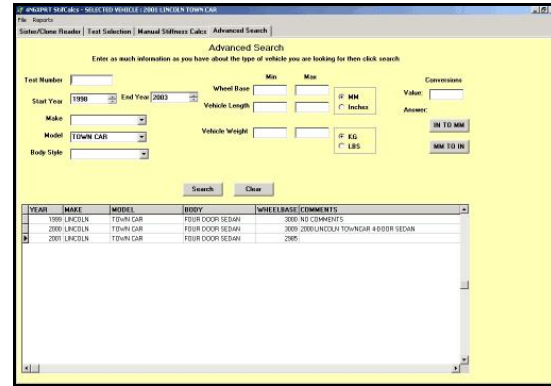 4N6XPRT StifCalcs - SELECTED VEHICLE : 2001 LINCOLN TOWN CAR
File Reports
Sister/Clone Reader Test Selection Manual Stiffness Calcs Advanced Search
Advanced Search
Enter as much information as you have about the type of vehicle you are looking for then click search
Min Max
Test Number Wheel Base MM Conversions
Start Year 1998 End Year 2003 Vehicle Length Inches Value:
Answer:
Make IN TO MM
Model TOWN CAR Vehicle Weight KG
Body Style LBS MM TO IN
Search Clear
YEAR MAKE MODEL BODY WHEELBASE COMMENTS
1999 LINCOLN TOWN CAR FOUR DOOR SEDAN 3000 NO COMMENTS
2000 LINCOLN TOWN CAR FOUR DOOR SEDAN 3009 2000 LINCOLN TOWNCAR 4-DOOR SEDAN
2001 LINCOLN TOWN CAR FOUR DOOR SEDAN 2985